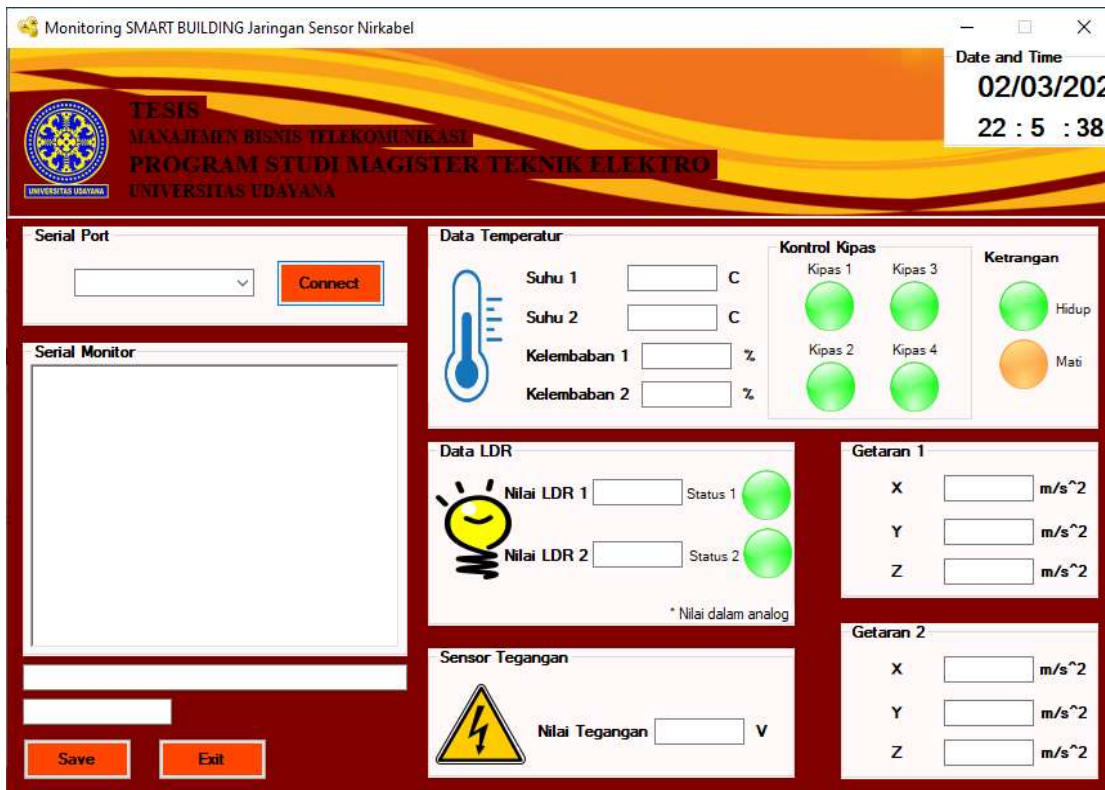 Monitoring SMART BUILDING Jaringan Sensor Nirkabel
Date and Time
02/03/202
22 : 5 : 38
TESIS
MANAJEMEN BISNIS TELEKOMUNIKASI
PROGRAM STUDI MAGISTER TEKNIK ELEKTRO
UNIVERSITAS UDAYANA
UNIVERSITAS UDAYANA
Serial Port
Connect
Serial Monitor
Save
Exit
Data Temperatur
Suhu 1 C
Suhu 2 C
Kelembaban 1 %
Kelembaban 2 %
Kontrol Kipas
Kipas 1 Kipas 3
Kipas 2 Kipas 4
Ketrangan
Hidup
Mati
Data LDR
Nilai LDR 1 Status 1
Nilai LDR 2 Status 2
* Nilai dalam analog
Sensor Tegangan
Nilai Tegangan V
Getaran 1
X m/s^2
Y m/s^2
Z m/s^2
Getaran 2
X m/s^2
Y m/s^2
Z m/s^2